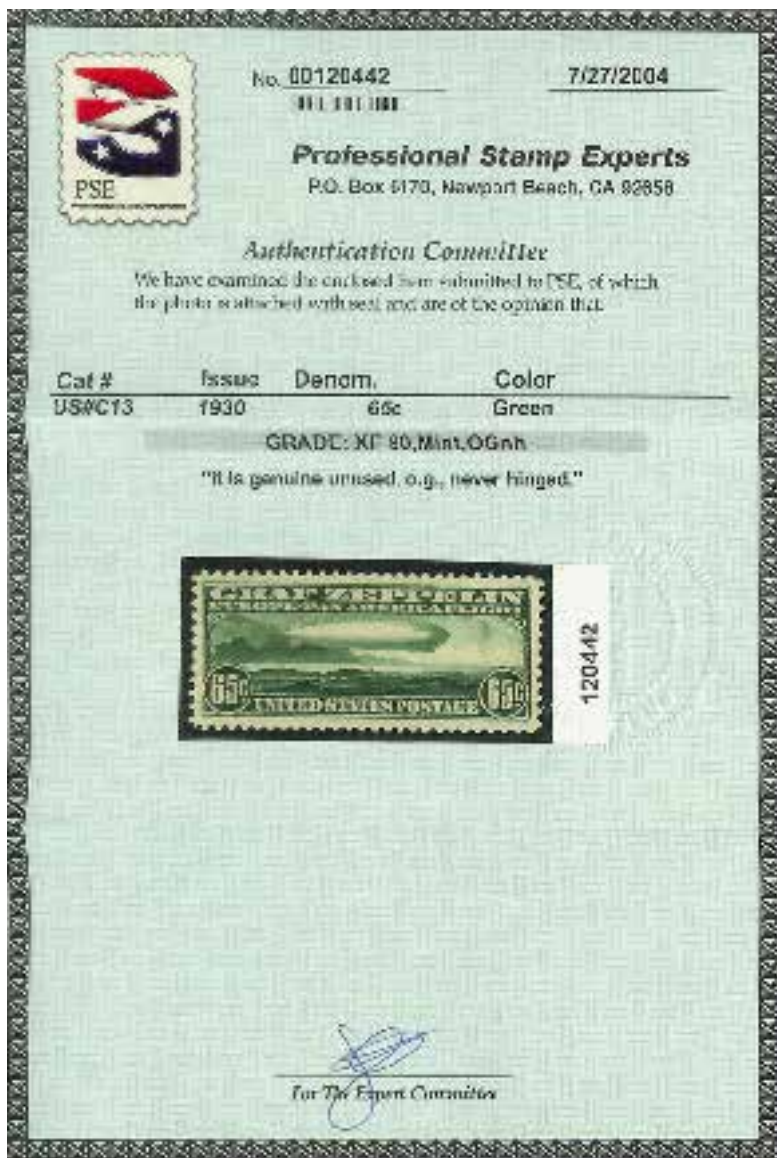 No. 00120442
7/27/2004
Professional Stamp Experts
P.O. Box 6170, Newport Beach, CA 92658
PSE
Authentication Committee
We have examined the enclosed item submitted to PSE, of which
the photo is attached with seal and are of the opinion that:
Cat # Issue Denom. Color
US#C13 1930 65c Green
GRADE: XF 90,Mint,OGnh
"It is genuine unused, o.g., never hinged."
GRAF ZEPPELIN
65c UNITED STATES POSTAGE 65c
120442
For The Expert Committee